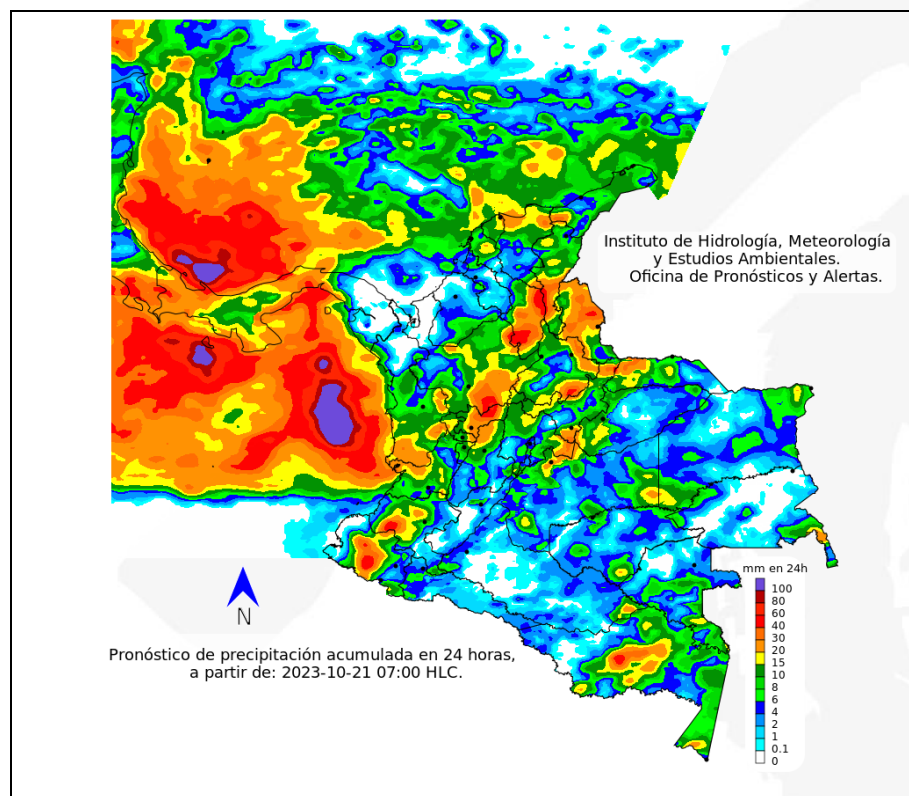 Instituto de Hidrología, Meteorología
y Estudios Ambientales.
Oficina de Pronósticos y Alertas.
mm en 24h
100
80
60
40
30
20
15
10
8
6
4
2
1
0.1
0
N
Pronóstico de precipitación acumulada en 24 horas,
a partir de: 2023-10-21 07:00 HLC.